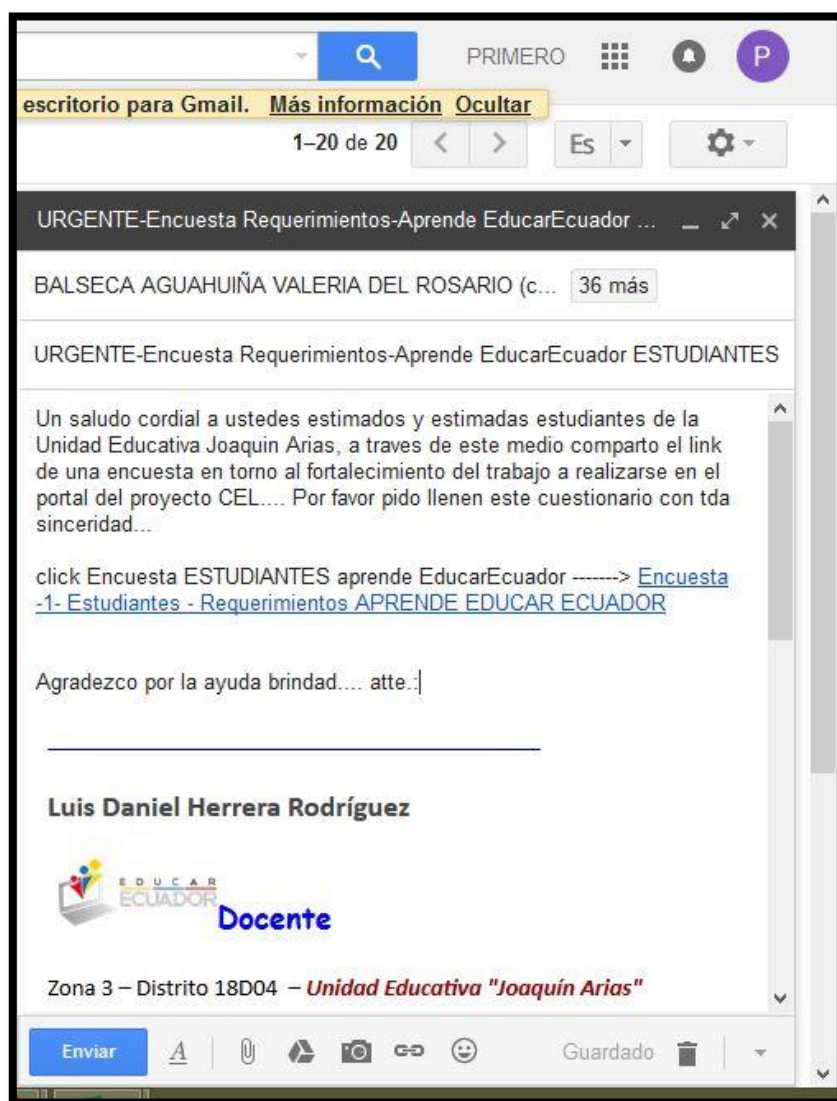 PRIMERO
P
escritorio para Gmail. Más información Ocultar
1–20 de 20
Es
URGENTE-Encuesta Requerimientos-Aprende EducarEcuador ...
BALSECA AGUAHUIÑA VALERIA DEL ROSARIO (c... 36 más
URGENTE-Encuesta Requerimientos-Aprende EducarEcuador ESTUDIANTES
Un saludo cordial a ustedes estimados y estimadas estudiantes de la
Unidad Educativa Joaquin Arias, a traves de este medio comparto el link
de una encuesta en torno al fortalecimiento del trabajo a realizarse en el
portal del proyecto CEL.... Por favor pido llenen este cuestionario con tda
sinceridad...
click Encuesta ESTUDIANTES aprende EducarEcuador -------> Encuesta
-1- Estudiantes - Requerimientos APRENDE EDUCAR ECUADOR
Agradezco por la ayuda brindad.... atte.:
Luis Daniel Herrera Rodríguez
EDUCAR
ECUADOR
Docente
Zona 3 – Distrito 18D04 – Unidad Educativa "Joaquín Arias"
Enviar A Guardado